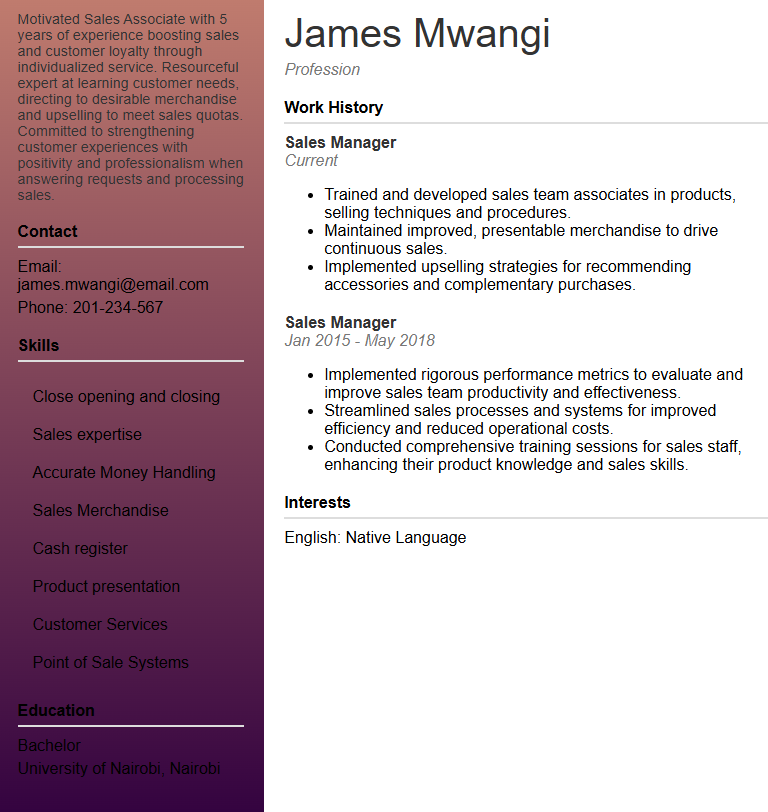 Motivated Sales Associate with 5
years of experience boosting sales
and customer loyalty through
individualized service. Resourceful
expert at learning customer needs,
directing to desirable merchandise
and upselling to meet sales quotas.
Committed to strengthening
customer experiences with
positivity and professionalism when
answering requests and processing
sales.
Contact
Email:
james.mwangi@email.com
Phone: 201-234-567
Skills
Close opening and closing
Sales expertise
Accurate Money Handling
Sales Merchandise
Cash register
Product presentation
Customer Services
Point of Sale Systems
Education
Bachelor
University of Nairobi, Nairobi
James Mwangi
Profession
Work History
Sales Manager
Current
• Trained and developed sales team associates in products,
selling techniques and procedures.
• Maintained improved, presentable merchandise to drive
continuous sales.
• Implemented upselling strategies for recommending
accessories and complementary purchases.
Sales Manager
Jan 2015 - May 2018
• Implemented rigorous performance metrics to evaluate and
improve sales team productivity and effectiveness.
• Streamlined sales processes and systems for improved
efficiency and reduced operational costs.
• Conducted comprehensive training sessions for sales staff,
enhancing their product knowledge and sales skills.
Interests
English: Native Language